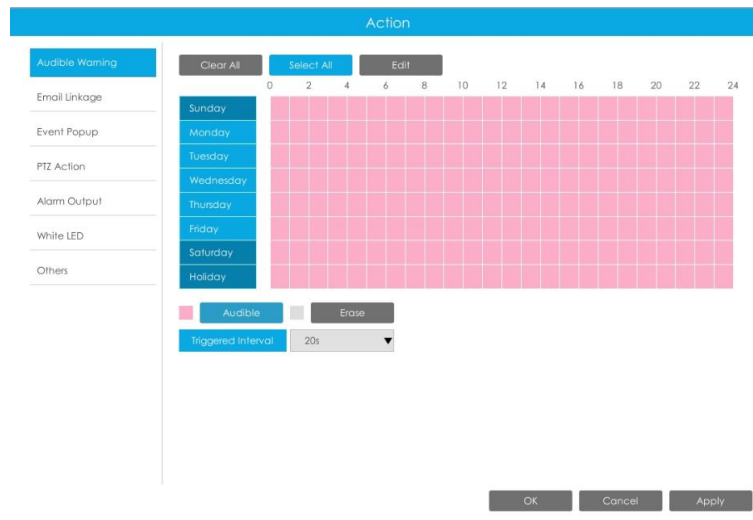 Action
Audible Warning
Email Linkage
Event Popup
PTZ Action
Alarm Output
White LED
Others
Clear All Select All Edit
0 2 4 6 8 10 12 14 16 18 20 22 24
Sunday
Monday
Tuesday
Wednesday
Thursday
Friday
Saturday
Holiday
Audible Erase
Triggered Interval 20s
OK Cancel Apply